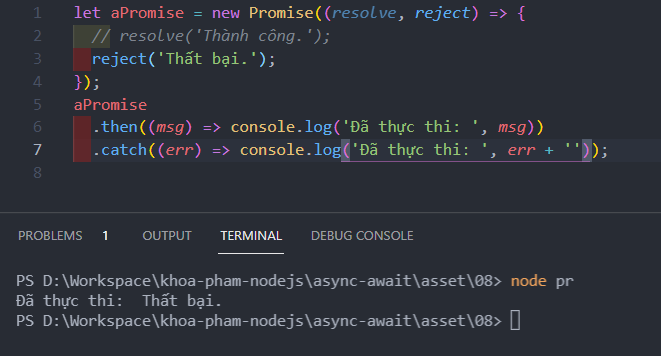 1 let aPromise = new Promise((resolve, reject) => {
2 // resolve('Thành công.');
3 reject('Thất bại.');
4 });
5 aPromise
6 .then((msg) => console.log('Đã thực thi: ', msg))
7 .catch((err) => console.log('Đã thực thi: ', err + ''));
8
PROBLEMS 1 OUTPUT TERMINAL DEBUG CONSOLE
PS D:\Workspace\khoa-pham-nodejs\async-await\asset\08> node pr
Đã thực thi:  Thất bại.
PS D:\Workspace\khoa-pham-nodejs\async-await\asset\08>